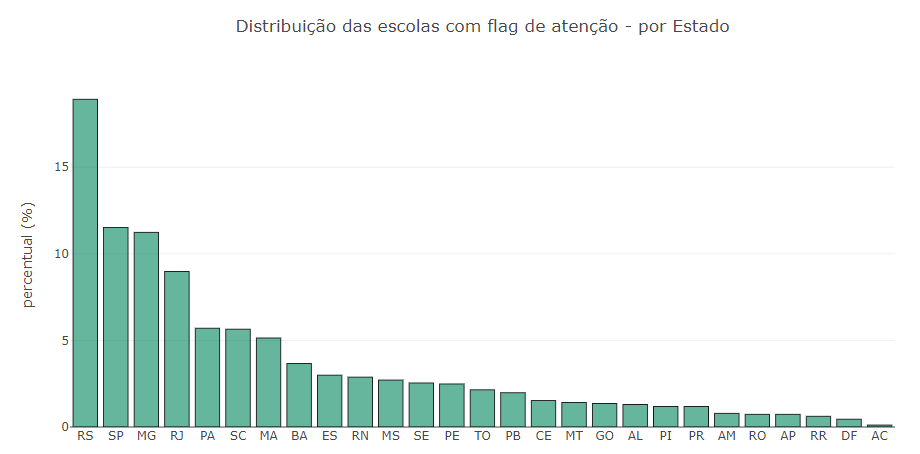 Distribuição das escolas com flag de atenção - por Estado
percentual (%)
15
10
5
0
RS SP MG RJ PA SC MA BA ES RN MS SE PE TO PB CE MT GO AL PI PR AM RO AP RR DF AC